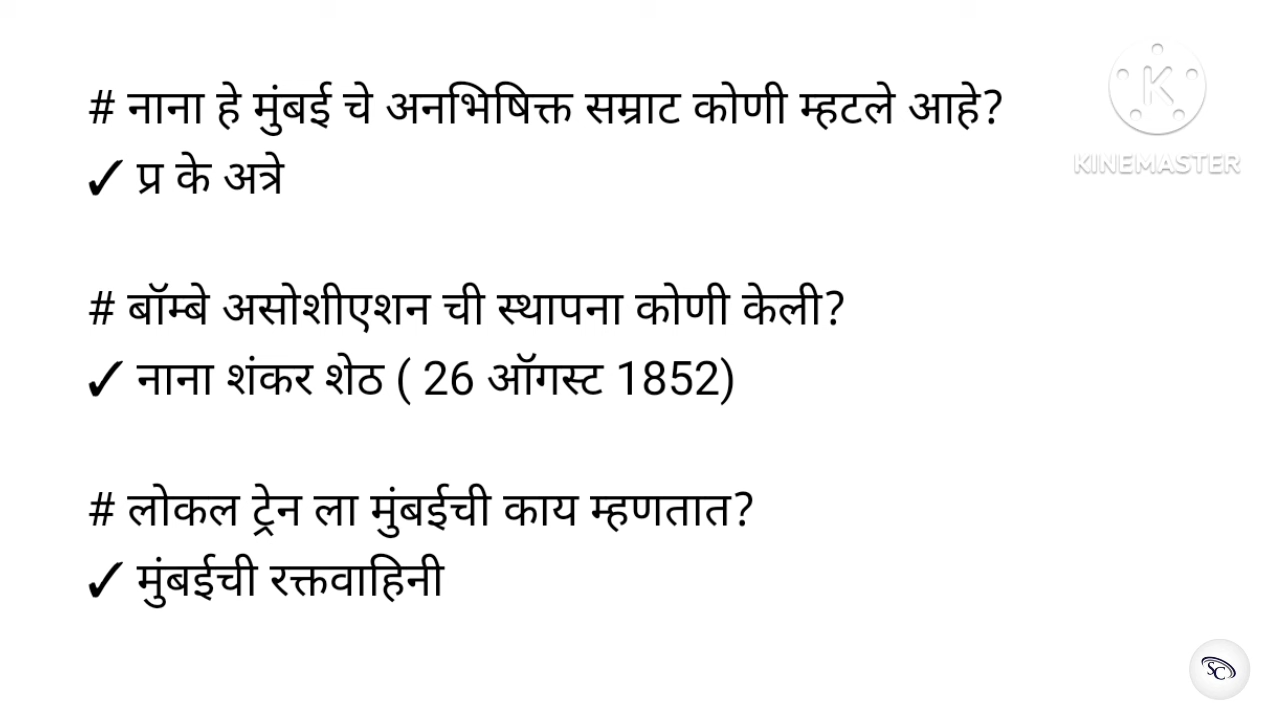 # नाना हे मुंबई चे अनभिषिक्त सम्राट कोणी म्हटले आहे?
✓ प्र के अत्रे
# बॉम्बे असोशीएशन ची स्थापना कोणी केली?
✓ नाना शंकर शेठ ( 26 ऑगस्ट 1852)
# लोकल ट्रेन ला मुंबईची काय म्हणतात?
✓ मुंबईची रक्तवाहिनी
K
KINEMASTER
SC